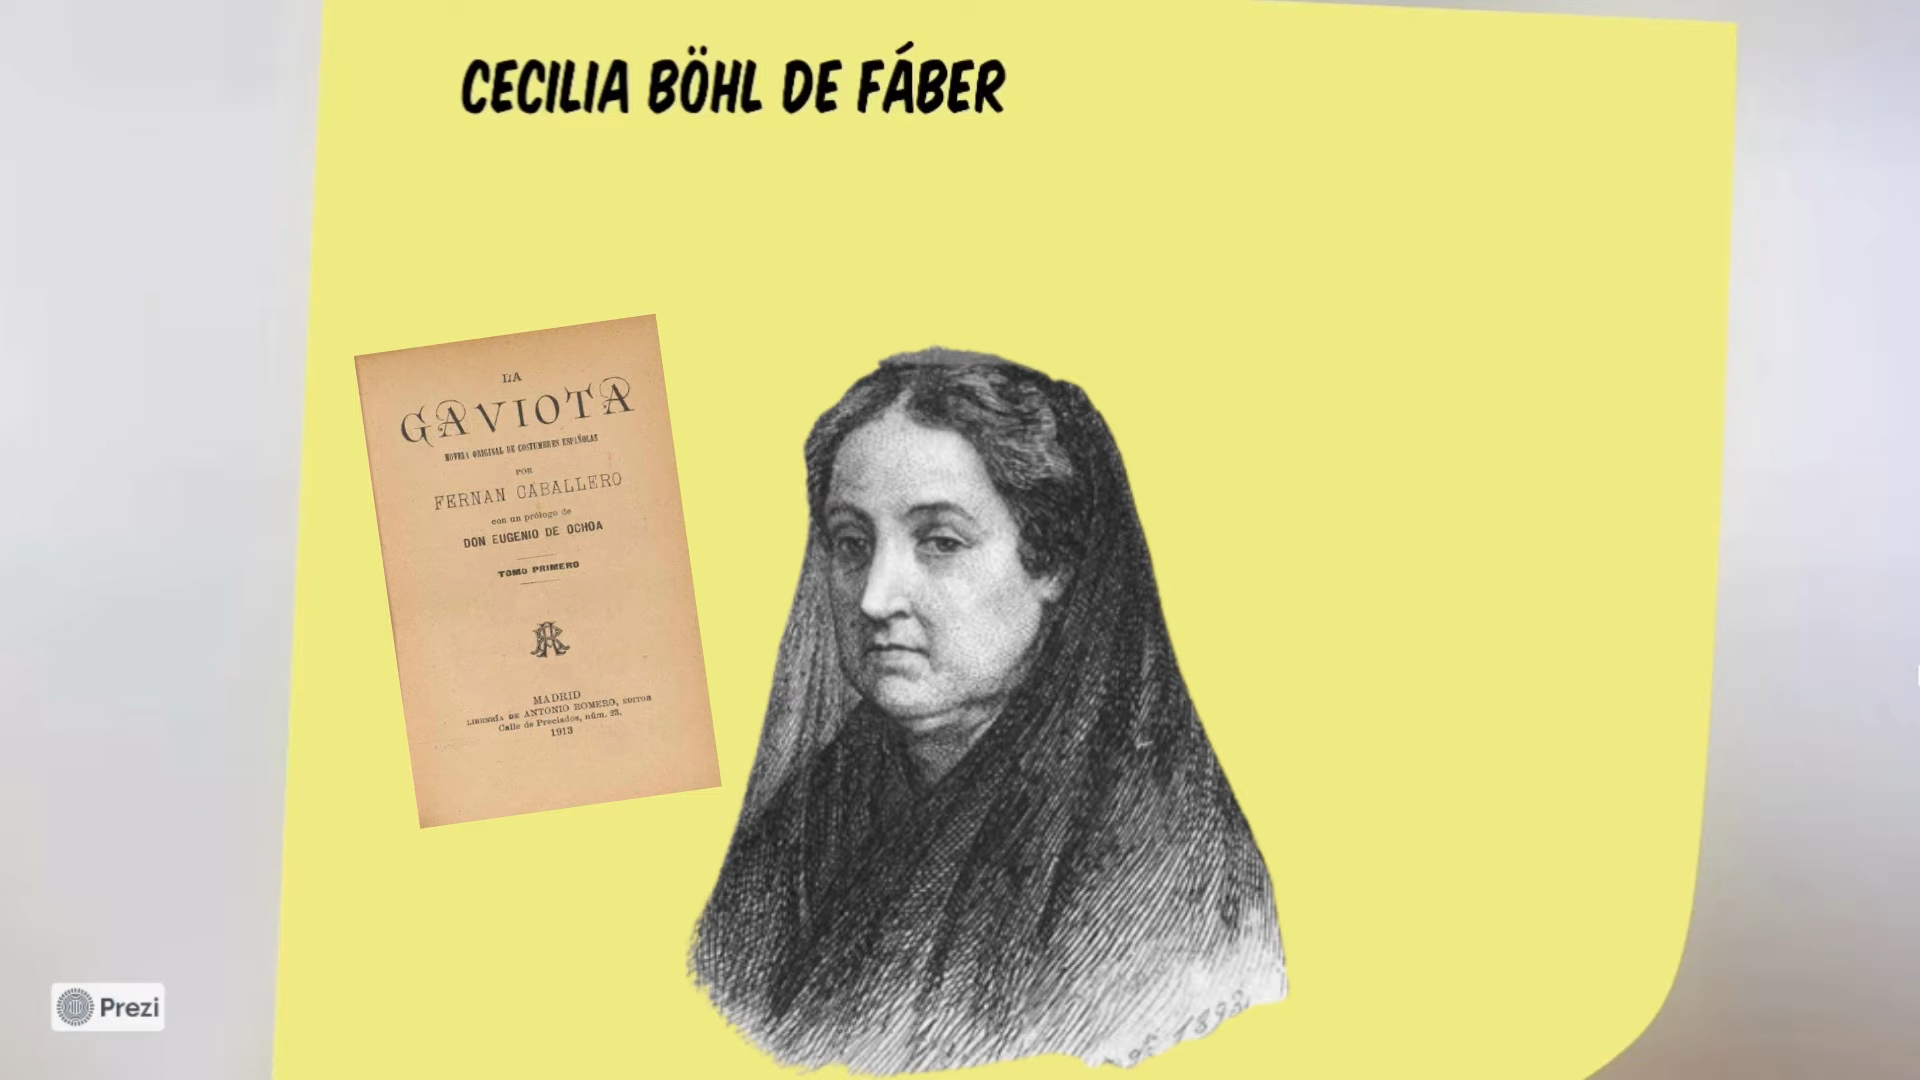 CECILIA BÖHL DE FÁBER
LA
GAVIOTA
NOVELA ORIGINAL DE COSTUMBRES ESPAÑOLAS
POR
FERNAN CABALLERO
con un prólogo de
DON EUGENIO DE OCHOA
TOMO PRIMERO
MADRID
LIBRERÍA DE ANTONIO ROMERO, EDITOR
Calle de Preciados, núm. 23.
1913
Prezi